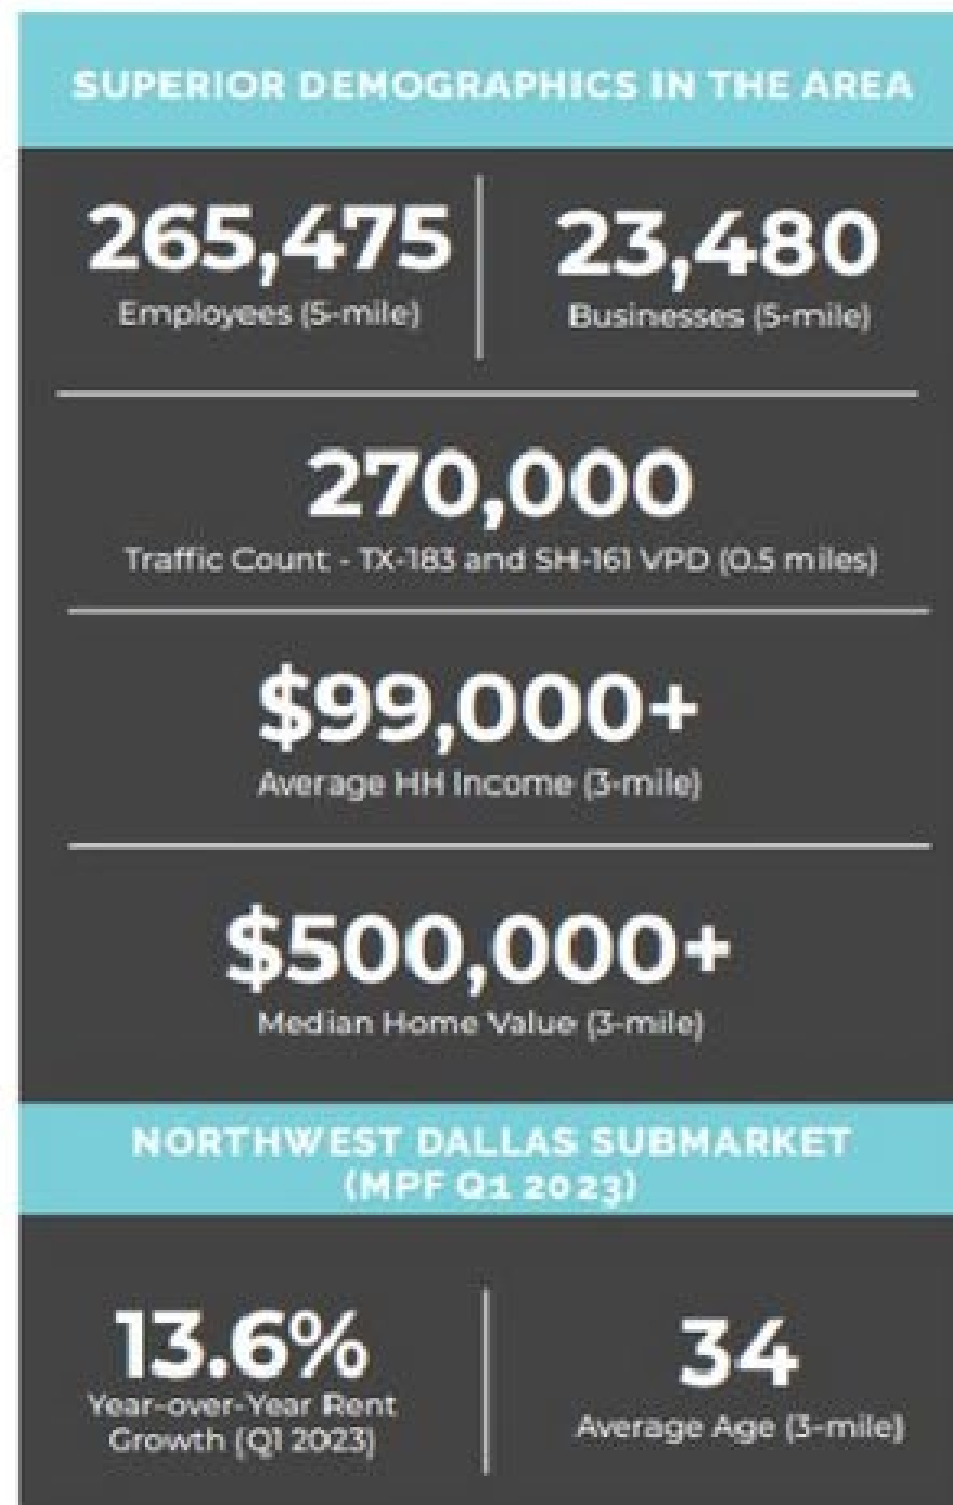 SUPERIOR DEMOGRAPHICS IN THE AREA
265,475
Employees (5-mile)
23,480
Businesses (5-mile)
270,000
Traffic Count - TX-183 and SH-161 VPD (0.5 miles)
$99,000+
Average HH Income (3-mile)
$500,000+
Median Home Value (3-mile)
NORTHWEST DALLAS SUBMARKET
(MPF Q1 2023)
13.6%
Year-over-Year Rent
Growth (Q1 2023)
34
Average Age (3-mile)